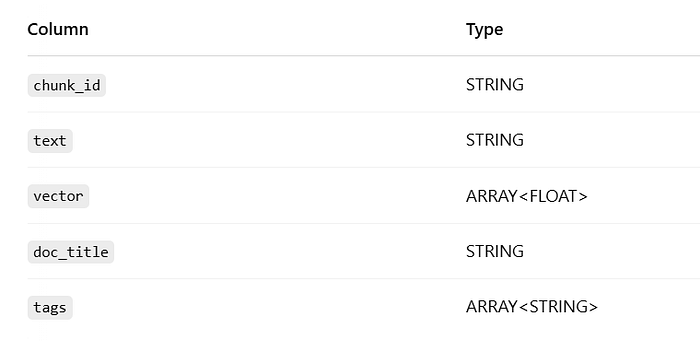 Column Type
chunk_id STRING
text STRING
vector ARRAY<FLOAT>
doc_title STRING
tags ARRAY<STRING>